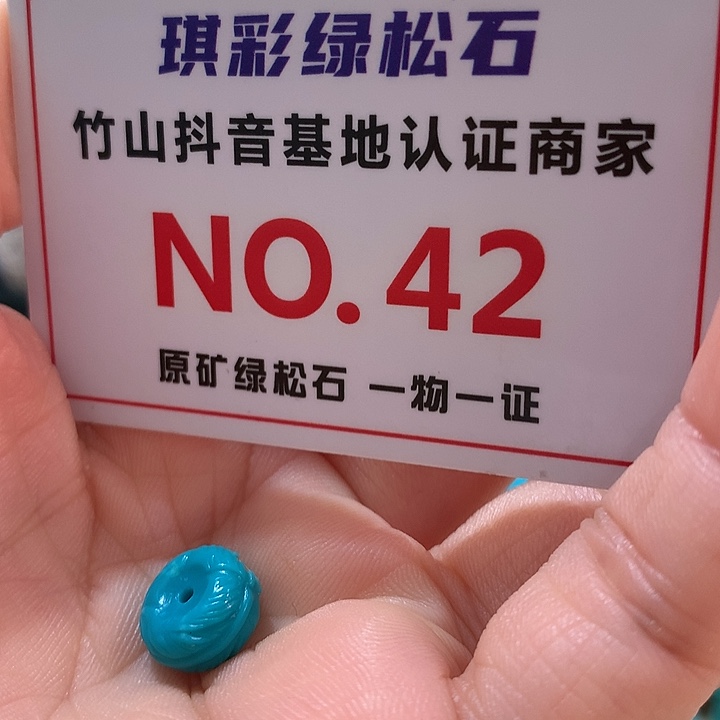 琪彩绿松石
竹山抖音基地认证商家
NO.42
原矿绿松石 一物一证